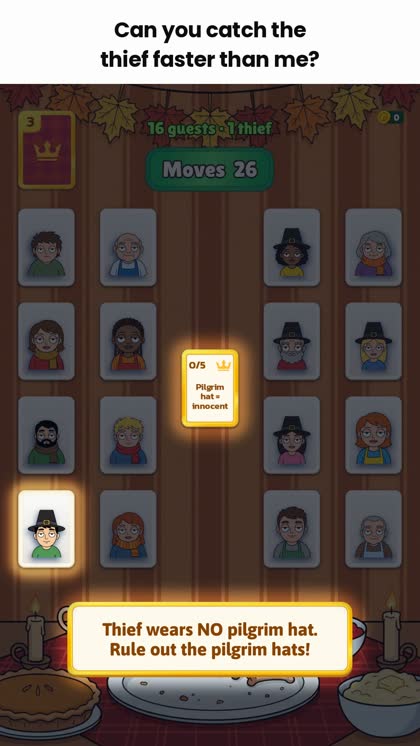 Can you catch the
thief faster than me?
3
16 guests · 1 thief
0
Moves 26
0/5
Pilgrim
hat =
innocent
Thief wears NO pilgrim hat.
Rule out the pilgrim hats!